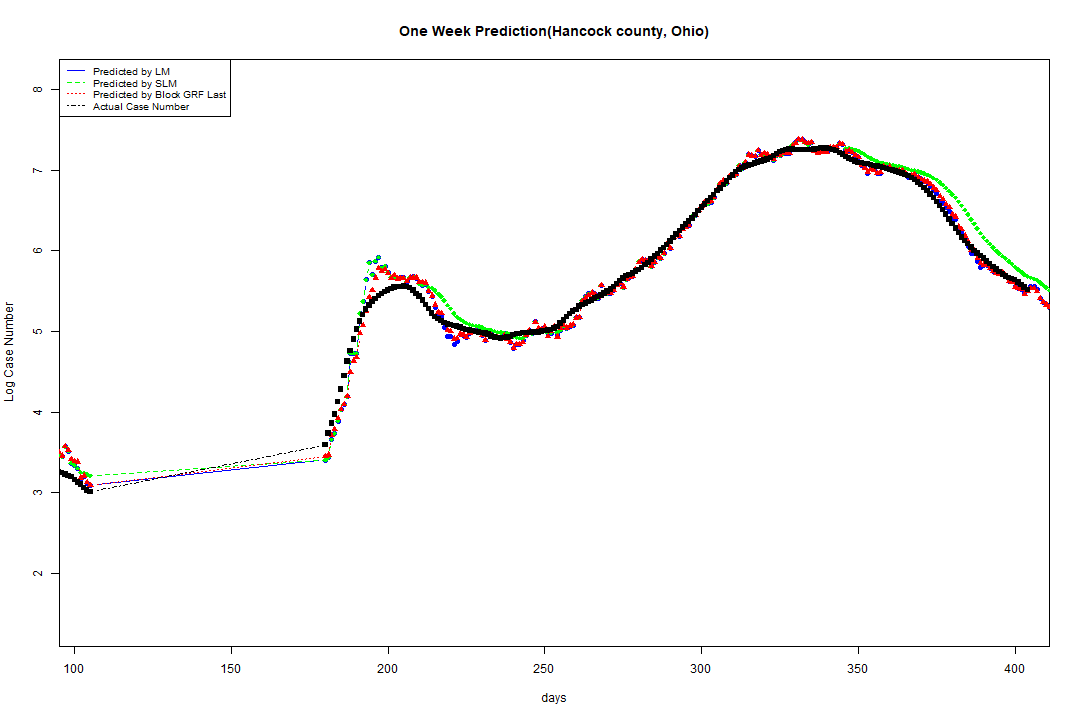 One Week Prediction(Hancock county, Ohio)
Predicted by LM
Predicted by SLM
Predicted by Block GRF Last
Actual Case Number
8
7
6
5
4
3
2
Log Case Number
100 150 200 250 300 350 400
days